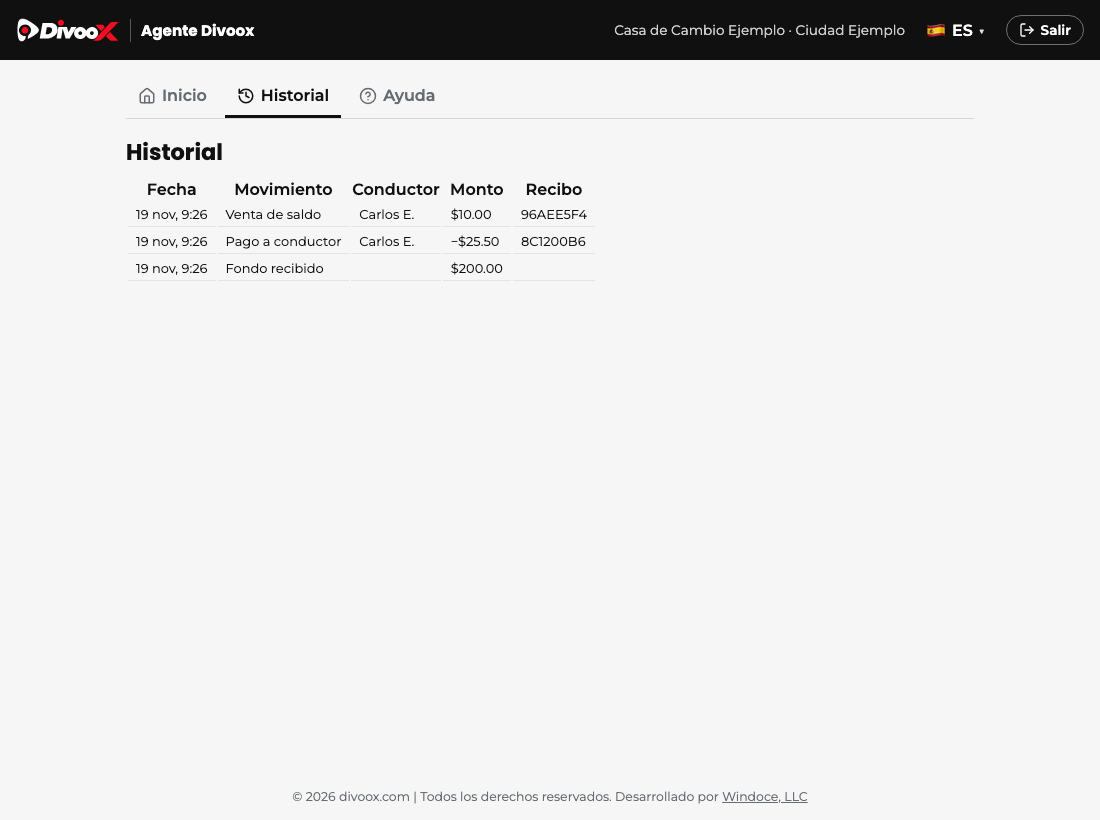 DivooX Agente Divoox Casa de Cambio Ejemplo · Ciudad Ejemplo ES Salir
Inicio Historial Ayuda
Historial
Fecha Movimiento Conductor Monto Recibo
19 nov, 9:26 Venta de saldo Carlos E. $10.00 96AEE5F4
19 nov, 9:26 Pago a conductor Carlos E. −$25.50 8C1200B6
19 nov, 9:26 Fondo recibido $200.00
© 2026 divoox.com | Todos los derechos reservados. Desarrollado por Windoce, LLC